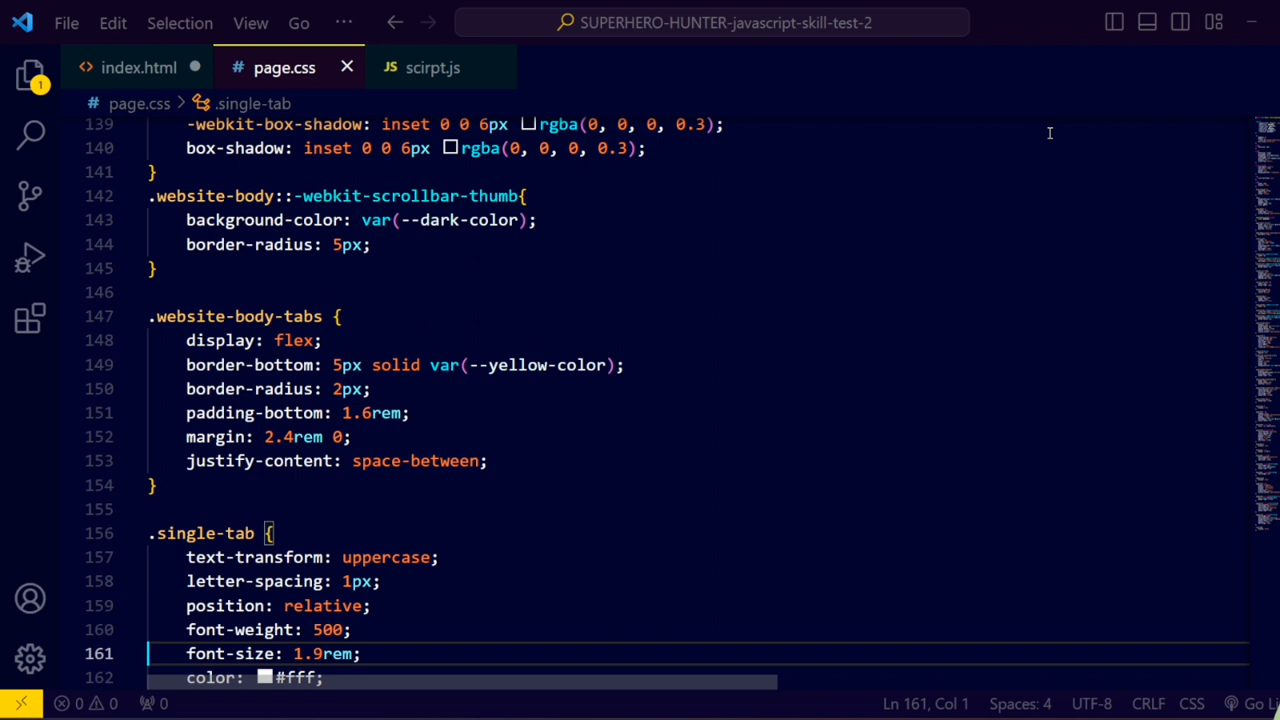 File Edit Selection View Go ··· SUPERHERO-HUNTER-javascript-skill-test-2
1 index.html # page.css JS scirpt.js
# page.css > .single-tab
139 -webkit-box-shadow: inset 0 0 6px rgba(0, 0, 0, 0.3);
140 box-shadow: inset 0 0 6px rgba(0, 0, 0, 0.3);
141 }
142 .website-body::-webkit-scrollbar-thumb{
143 background-color: var(--dark-color);
144 border-radius: 5px;
145 }
146
147 .website-body-tabs {
148 display: flex;
149 border-bottom: 5px solid var(--yellow-color);
150 border-radius: 2px;
151 padding-bottom: 1.6rem;
152 margin: 2.4rem 0;
153 justify-content: space-between;
154 }
155
156 .single-tab {
157 text-transform: uppercase;
158 letter-spacing: 1px;
159 position: relative;
160 font-weight: 500;
161 font-size: 1.9rem;
162 color: #fff;
0 0 0 Ln 161, Col 1 Spaces: 4 UTF-8 CRLF CSS Go Li